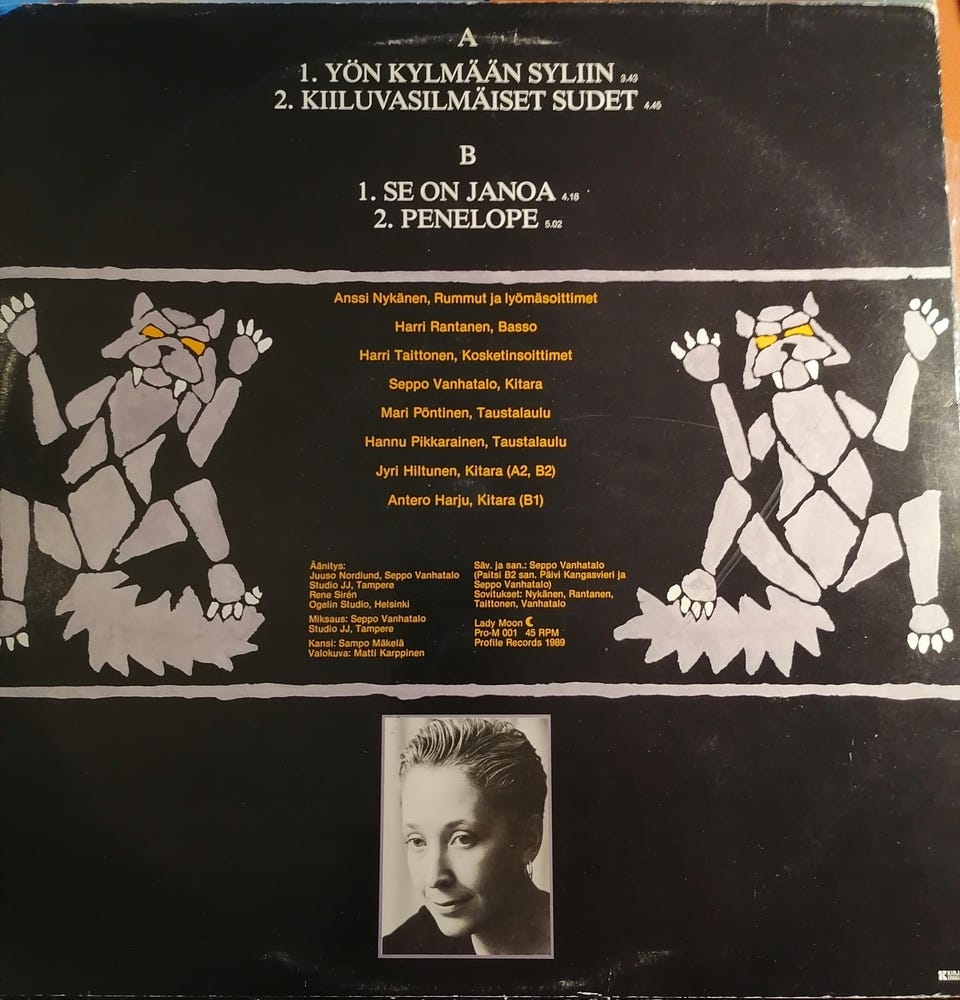 A
1. YÖN KYLMÄÄN SYLIIN 3.43
2. KIILUVASILMÄISET SUDET 4.45
B
1. SE ON JANOA 4.18
2. PENELOPE 5.02
Anssi Nykänen, Rummut ja lyömäsoittimet
Harri Rantanen, Basso
Harri Taittonen, Kosketinsoittimet
Seppo Vanhatalo, Kitara
Mari Pöntinen, Taustalaulu
Hannu Pikkarainen, Taustalaulu
Jyri Hiltunen, Kitara (A2, B2)
Antero Harju, Kitara (B1)
Äänitys:
Juuso Nordlund, Seppo Vanhatalo
Studio JJ, Tampere
Rene Sirén
Ogelin Studio, Helsinki
Miksaus: Seppo Vanhatalo
Studio JJ, Tampere
Kansi: Sampo Mäkelä
Valokuva: Matti Karppinen
Säv. ja san.: Seppo Vanhatalo
(Paitsi B2 san. Päivi Kangasvieri ja
Seppo Vanhatalo)
Sovitukset: Nykänen, Rantanen,
Taittonen, Vanhatalo
Lady Moon
Pro-M 001 45 RPM
Profile Records 1989